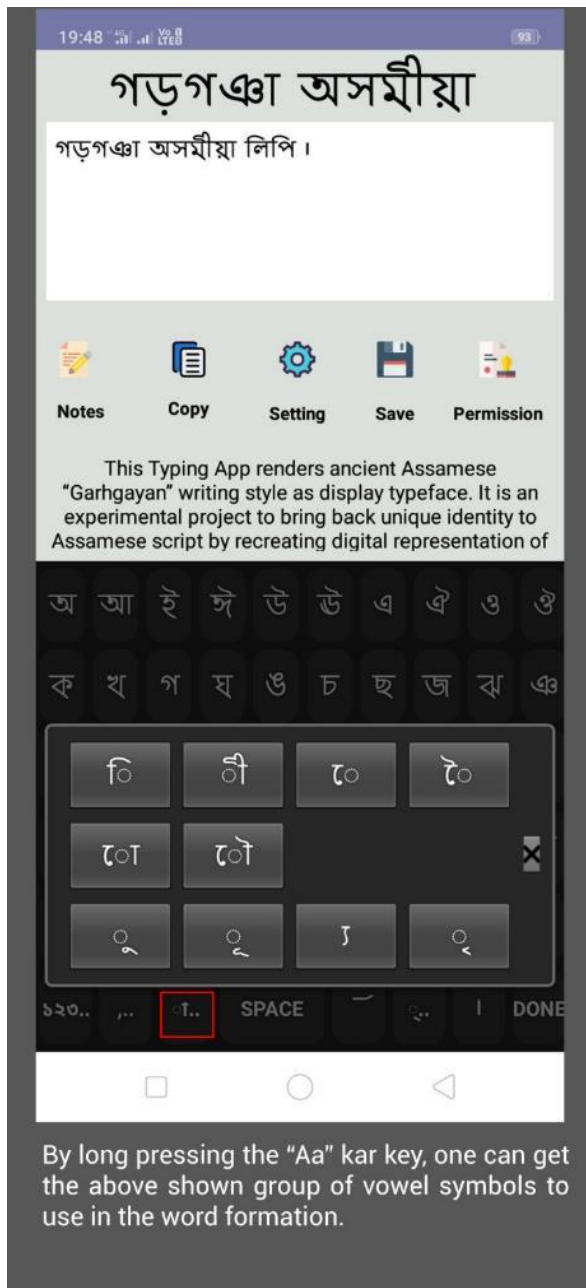 19:48
93
গড়গঞা অসমীয়া
গড়গঞা অসমীয়া লিপি ।
Notes Copy Setting Save Permission
This Typing App renders ancient Assamese
“Garhgayan” writing style as display typeface. It is an
experimental project to bring back unique identity to
Assamese script by recreating digital representation of
অ আ ই ঈ উ ঊ এ ঐ ও ঔ
ক খ গ ঘ ঙ চ ছ জ ঝ ঞ
ি ী ে ৈ
ো ৌ
ু ূ ৃ
১২৩.. ,.. া.. SPACE ্.. । DONE
By long pressing the “Aa” kar key, one can get
the above shown group of vowel symbols to
use in the word formation.